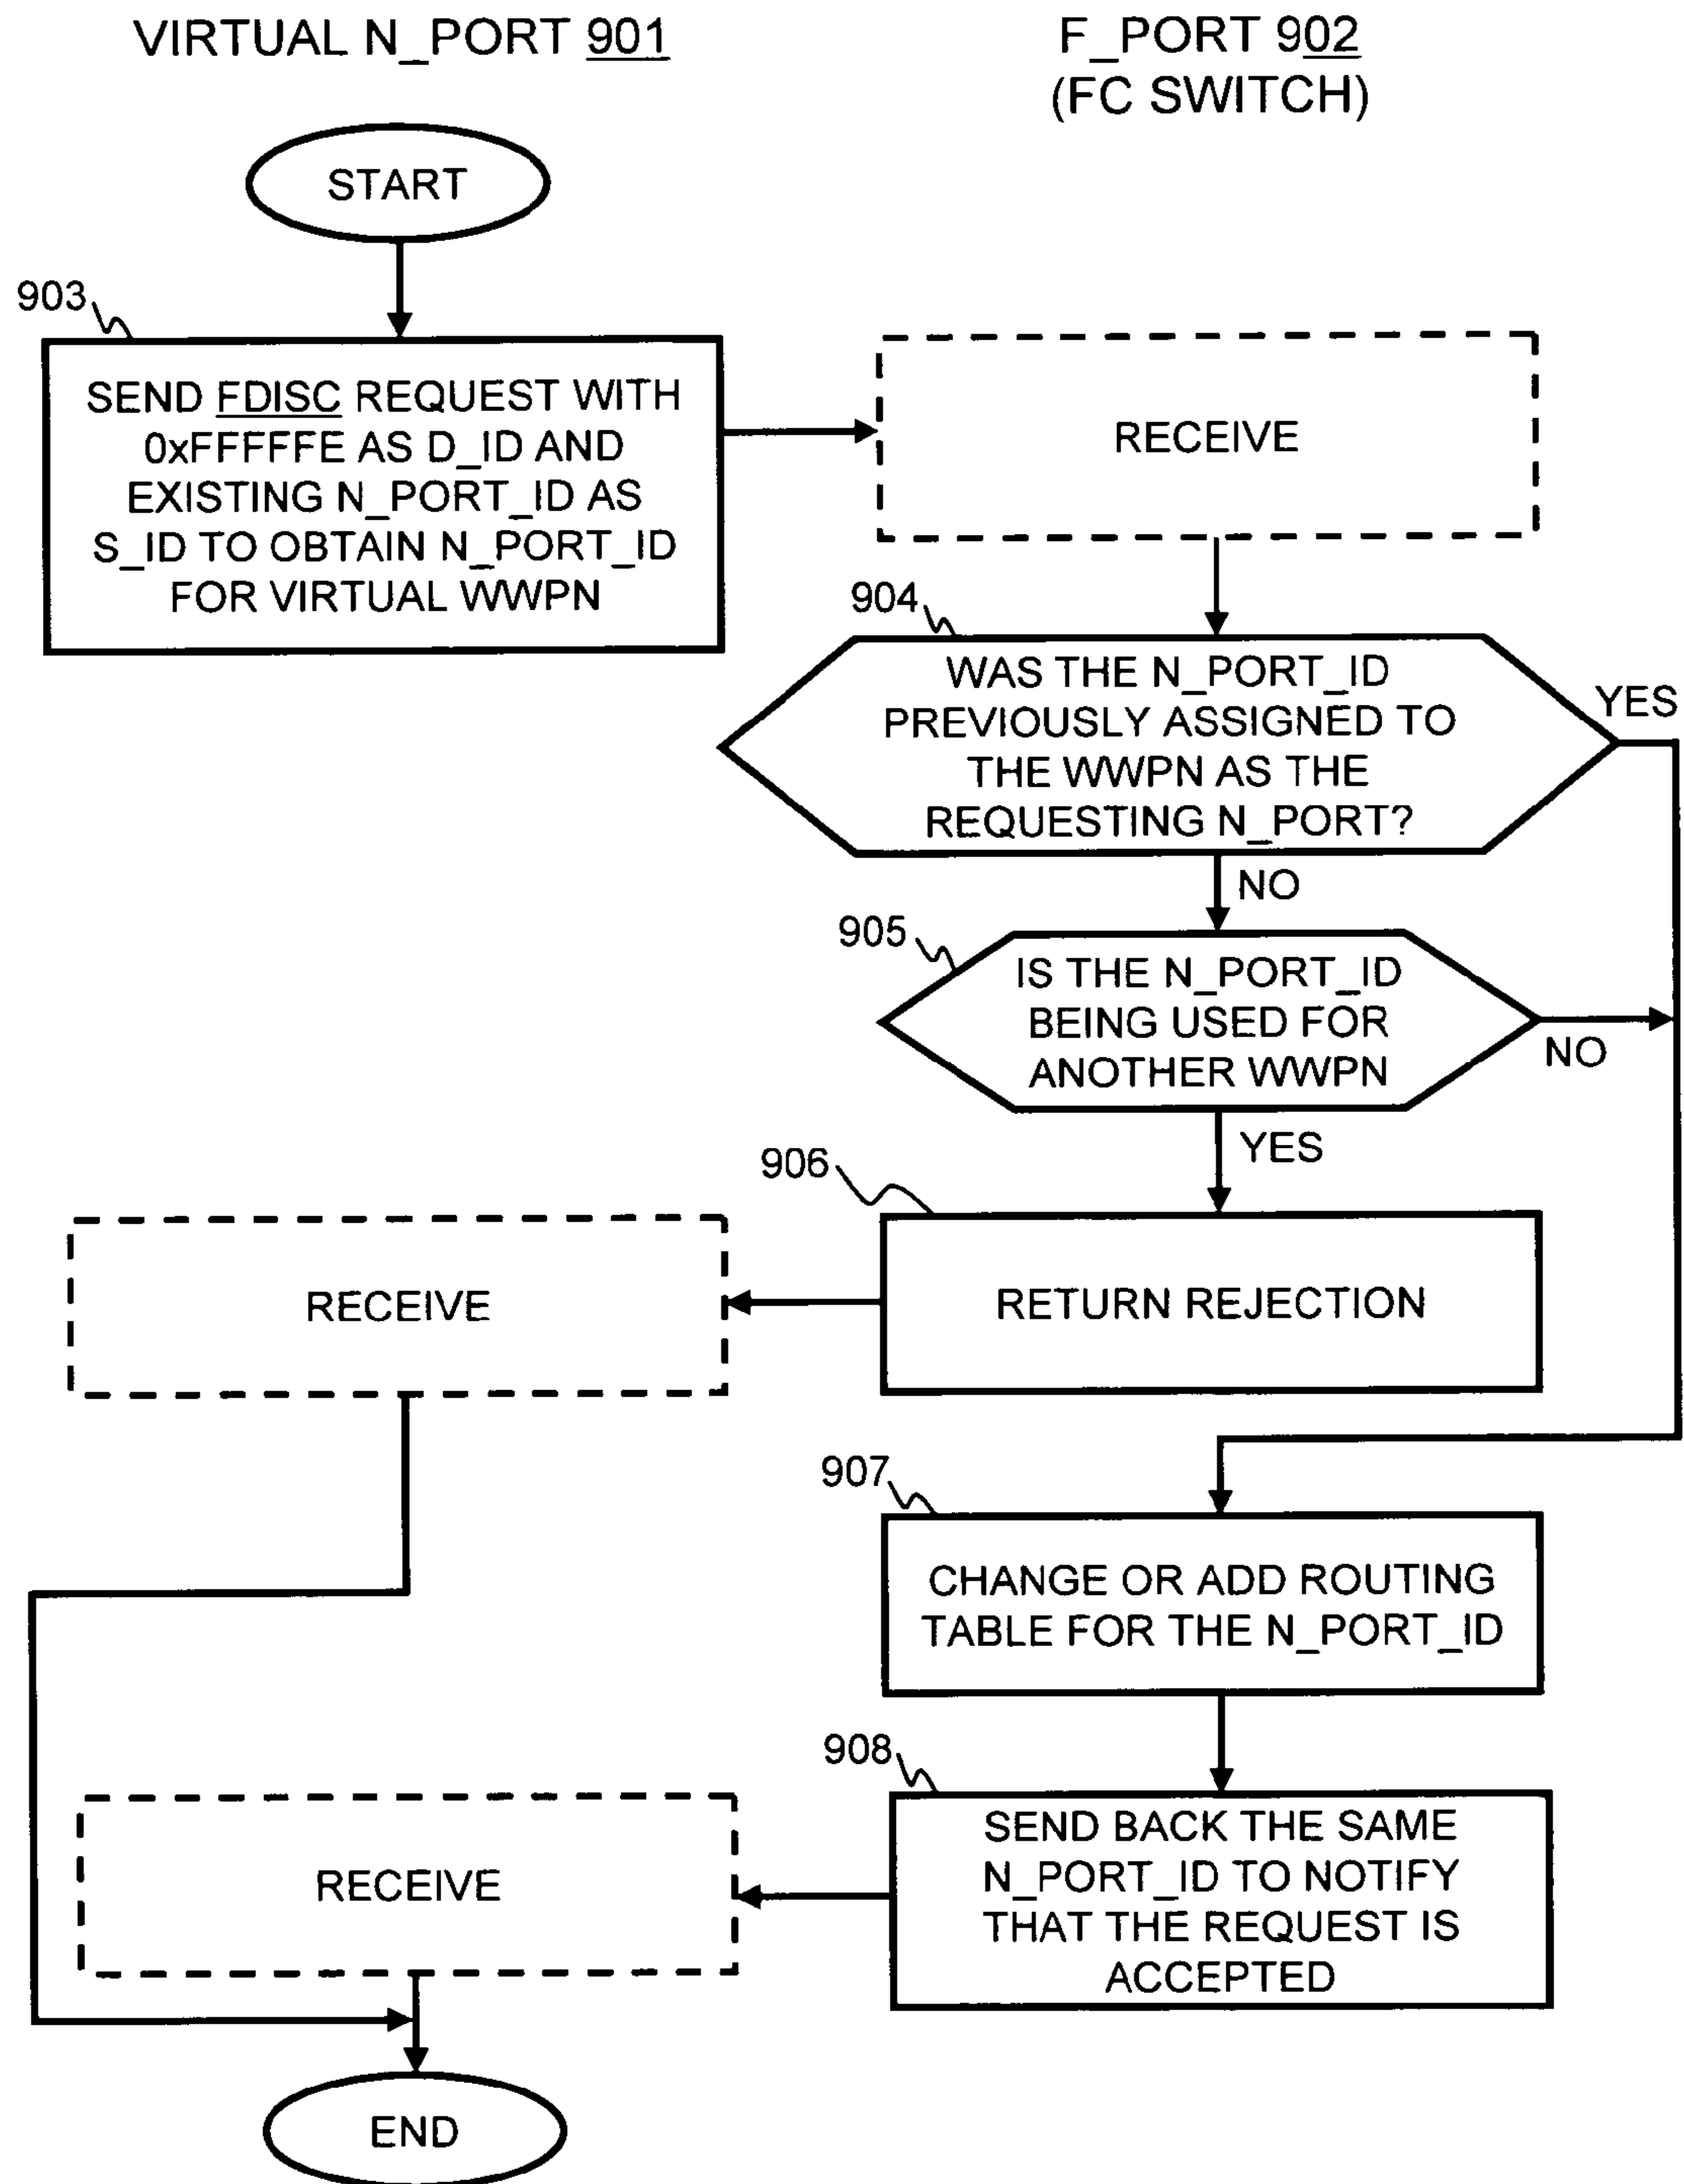 VIRTUAL N_PORT 901
F_PORT 902
(FC SWITCH)
START
903
SEND FDISC REQUEST WITH
0xFFFFFE AS D_ID AND
EXISTING N_PORT_ID AS
S_ID TO OBTAIN N_PORT_ID
FOR VIRTUAL WWPN
RECEIVE
904
WAS THE N_PORT_ID
PREVIOUSLY ASSIGNED TO
THE WWPN AS THE
REQUESTING N_PORT?
YES
NO
905
IS THE N_PORT_ID
BEING USED FOR
ANOTHER WWPN
NO
YES
906
RETURN REJECTION
RECEIVE
907
CHANGE OR ADD ROUTING
TABLE FOR THE N_PORT_ID
908
SEND BACK THE SAME
N_PORT_ID TO NOTIFY
THAT THE REQUEST IS
ACCEPTED
RECEIVE
END